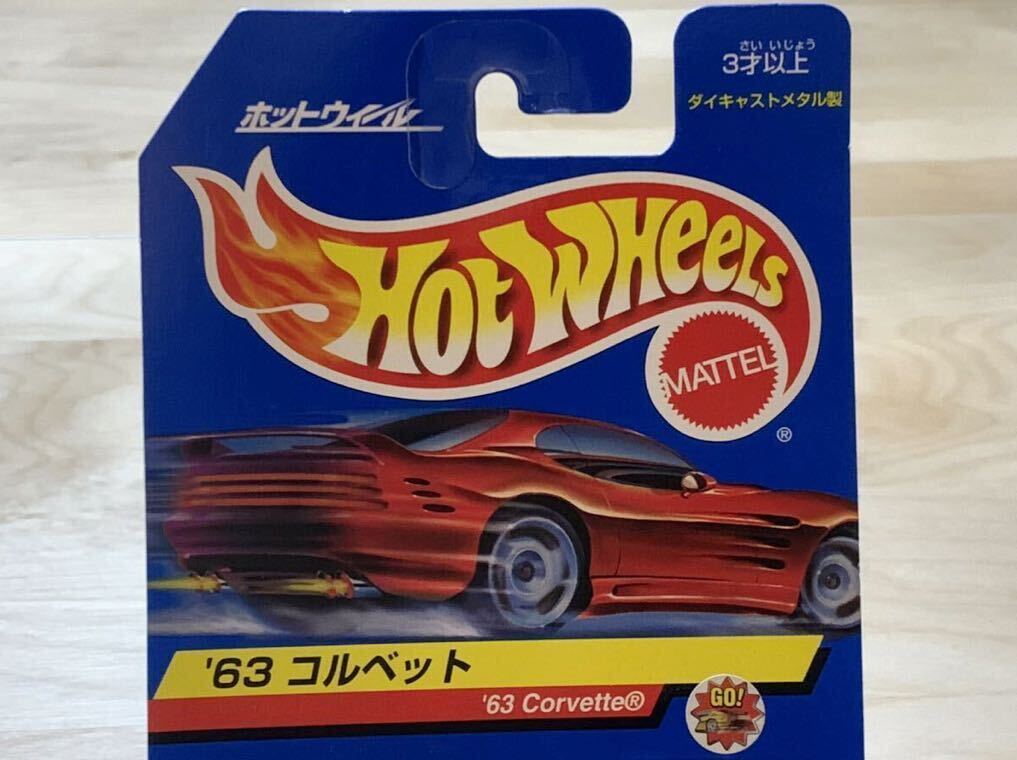 さい いじょう
3才以上
ダイキャストメタル製
ホットウィール
HOT WHEELS
MATTEL
®
'63 コルベット
'63 Corvette®
GO!